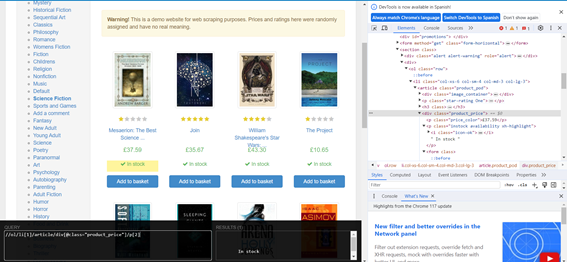 Mystery
Historical Fiction
Sequential Art
Classics
Philosophy
Romance
Womens Fiction
Fiction
Childrens
Religion
Nonfiction
Music
Default
Science Fiction
Sports and Games
Add a comment
Fantasy
New Adult
Young Adult
Science
Poetry
Paranormal
Art
Psychology
Autobiography
Parenting
Adult Fiction
Humor
Horror
History
Warning! This is a demo website for web scraping purposes. Prices and ratings here were randomly
assigned and have no real meaning.
Mesaerion: The Best
Science ...
£37.59
In stock
Add to basket
Join
£35.67
In stock
Add to basket
William
Shakespeare's Star
Wars: ...
£43.30
In stock
Add to basket
The Project
£10.65
In stock
Add to basket
SLEEPING
ASIMOV
QUERY
//ol/li[1]/article/div[@class="product_price"]/p[2]
RESULTS (1)
In stock
DevTools is now available in Spanish!
Always match Chrome's language
Switch DevTools to Spanish
Don't show again
Elements
Console
Sources
<div id="promotions"> </div>
<form method="get" class="form-horizontal"> </form>
<section>
<div class="alert alert-warning" role="alert"> </div>
<div>
<ol class="row">
::before
<li class="col-xs-6 col-sm-4 col-md-3 col-lg-3">
<article class="product_pod">
<div class="image_container"> </div>
<p class="star-rating One"> </p>
<h3> </h3>
<div class="product_price"> == $0
<p class="price_color">£37.59</p>
<p class="instock availability">
<i class="icon-ok"> </i>
" In stock "
</p>
<form>
::before
article.product_pod
div.product_price
Styles
Computed
Layout
Event Listeners
DOM Breakpoints
Properties
Accessibility
Filter
:hov .cls
Console
What's New
Highlights from the Chrome 117 update
New filter and better overrides in the
Network panel
Filter out extension requests, override fetch and
XHR requests, mock overrides with faster